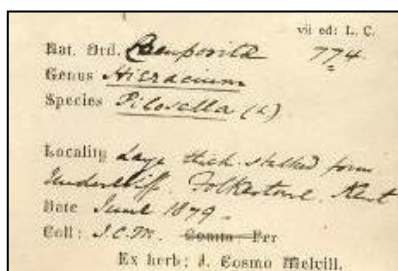 vii ed: L. C.
Nat. Ord. Compositæ 774.
Genus Hieracium
Species Pilosella (L)
Locality Large thick-stalked form
Undercliff. Folkestone. Kent
Date June 1879.
Coll: J.C.M. Comm Per
Ex herb: J. Cosmo Melvill.